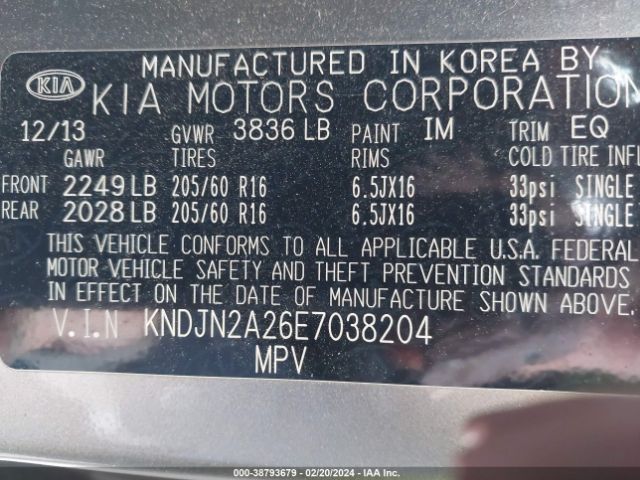 MANUFACTURED IN KOREA BY
KIA KIA MOTORS CORPORATION
12/13 GVWR 3836 LB PAINT IM TRIM EQ
GAWR TIRES RIMS COLD TIRE INFL
FRONT 2249 LB 205/60 R16 6.5JX16 33psi SINGLE
REAR 2028 LB 205/60 R16 6.5JX16 33psi SINGLE
THIS VEHICLE CONFORMS TO ALL APPLICABLE U.S.A. FEDERAL
MOTOR-VEHICLE SAFETY AND THEFT PREVENTION STANDARDS
IN EFFECT ON THE DATE OF MANUFACTURE SHOWN ABOVE.
V.I.N KNDJN2A26E7038204
MPV
000-38793679 - 02/20/2024 - IAA Inc.